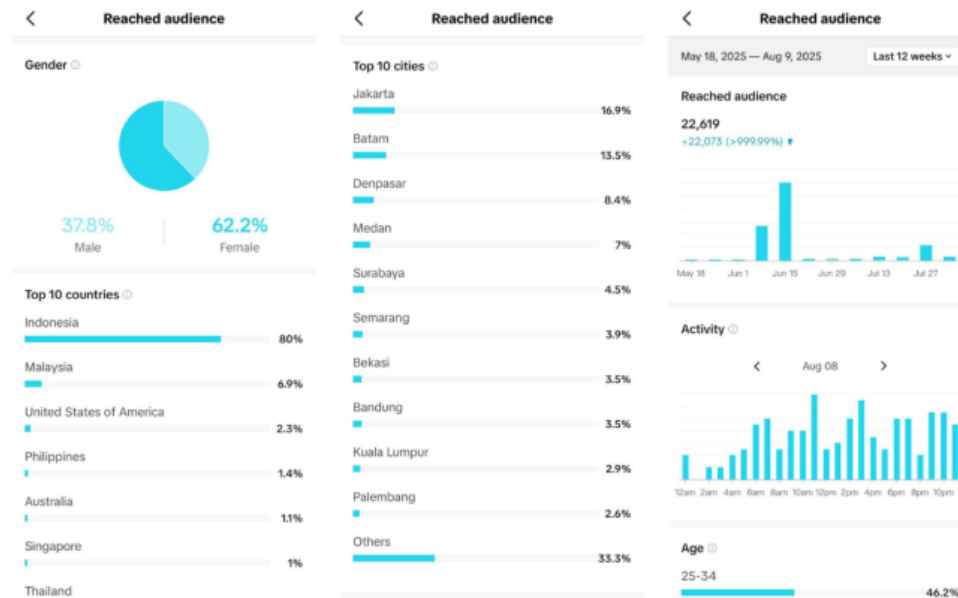 Reached audience
Gender
37.8%
Male
62.2%
Female
Top 10 countries
Indonesia
80%
Malaysia
6.9%
United States of America
2.3%
Philippines
1.4%
Australia
1.1%
Singapore
1%
Thailand
Reached audience
Top 10 cities
Jakarta
16.9%
Batam
13.5%
Denpasar
8.4%
Medan
7%
Surabaya
4.5%
Semarang
3.9%
Bekasi
3.5%
Bandung
3.5%
Kuala Lumpur
2.9%
Palembang
2.6%
Others
33.3%
Reached audience
May 18, 2025 — Aug 9, 2025 Last 12 weeks
Reached audience
22,619
+22,073 (>999.99%)
May 18 Jun 1 Jun 15 Jun 29 Jul 13 Jul 27
Activity
Aug 08
12am 2am 4am 6am 8am 10am 12pm 2pm 4pm 6pm 8pm 10pm
Age
25-34
46.2%